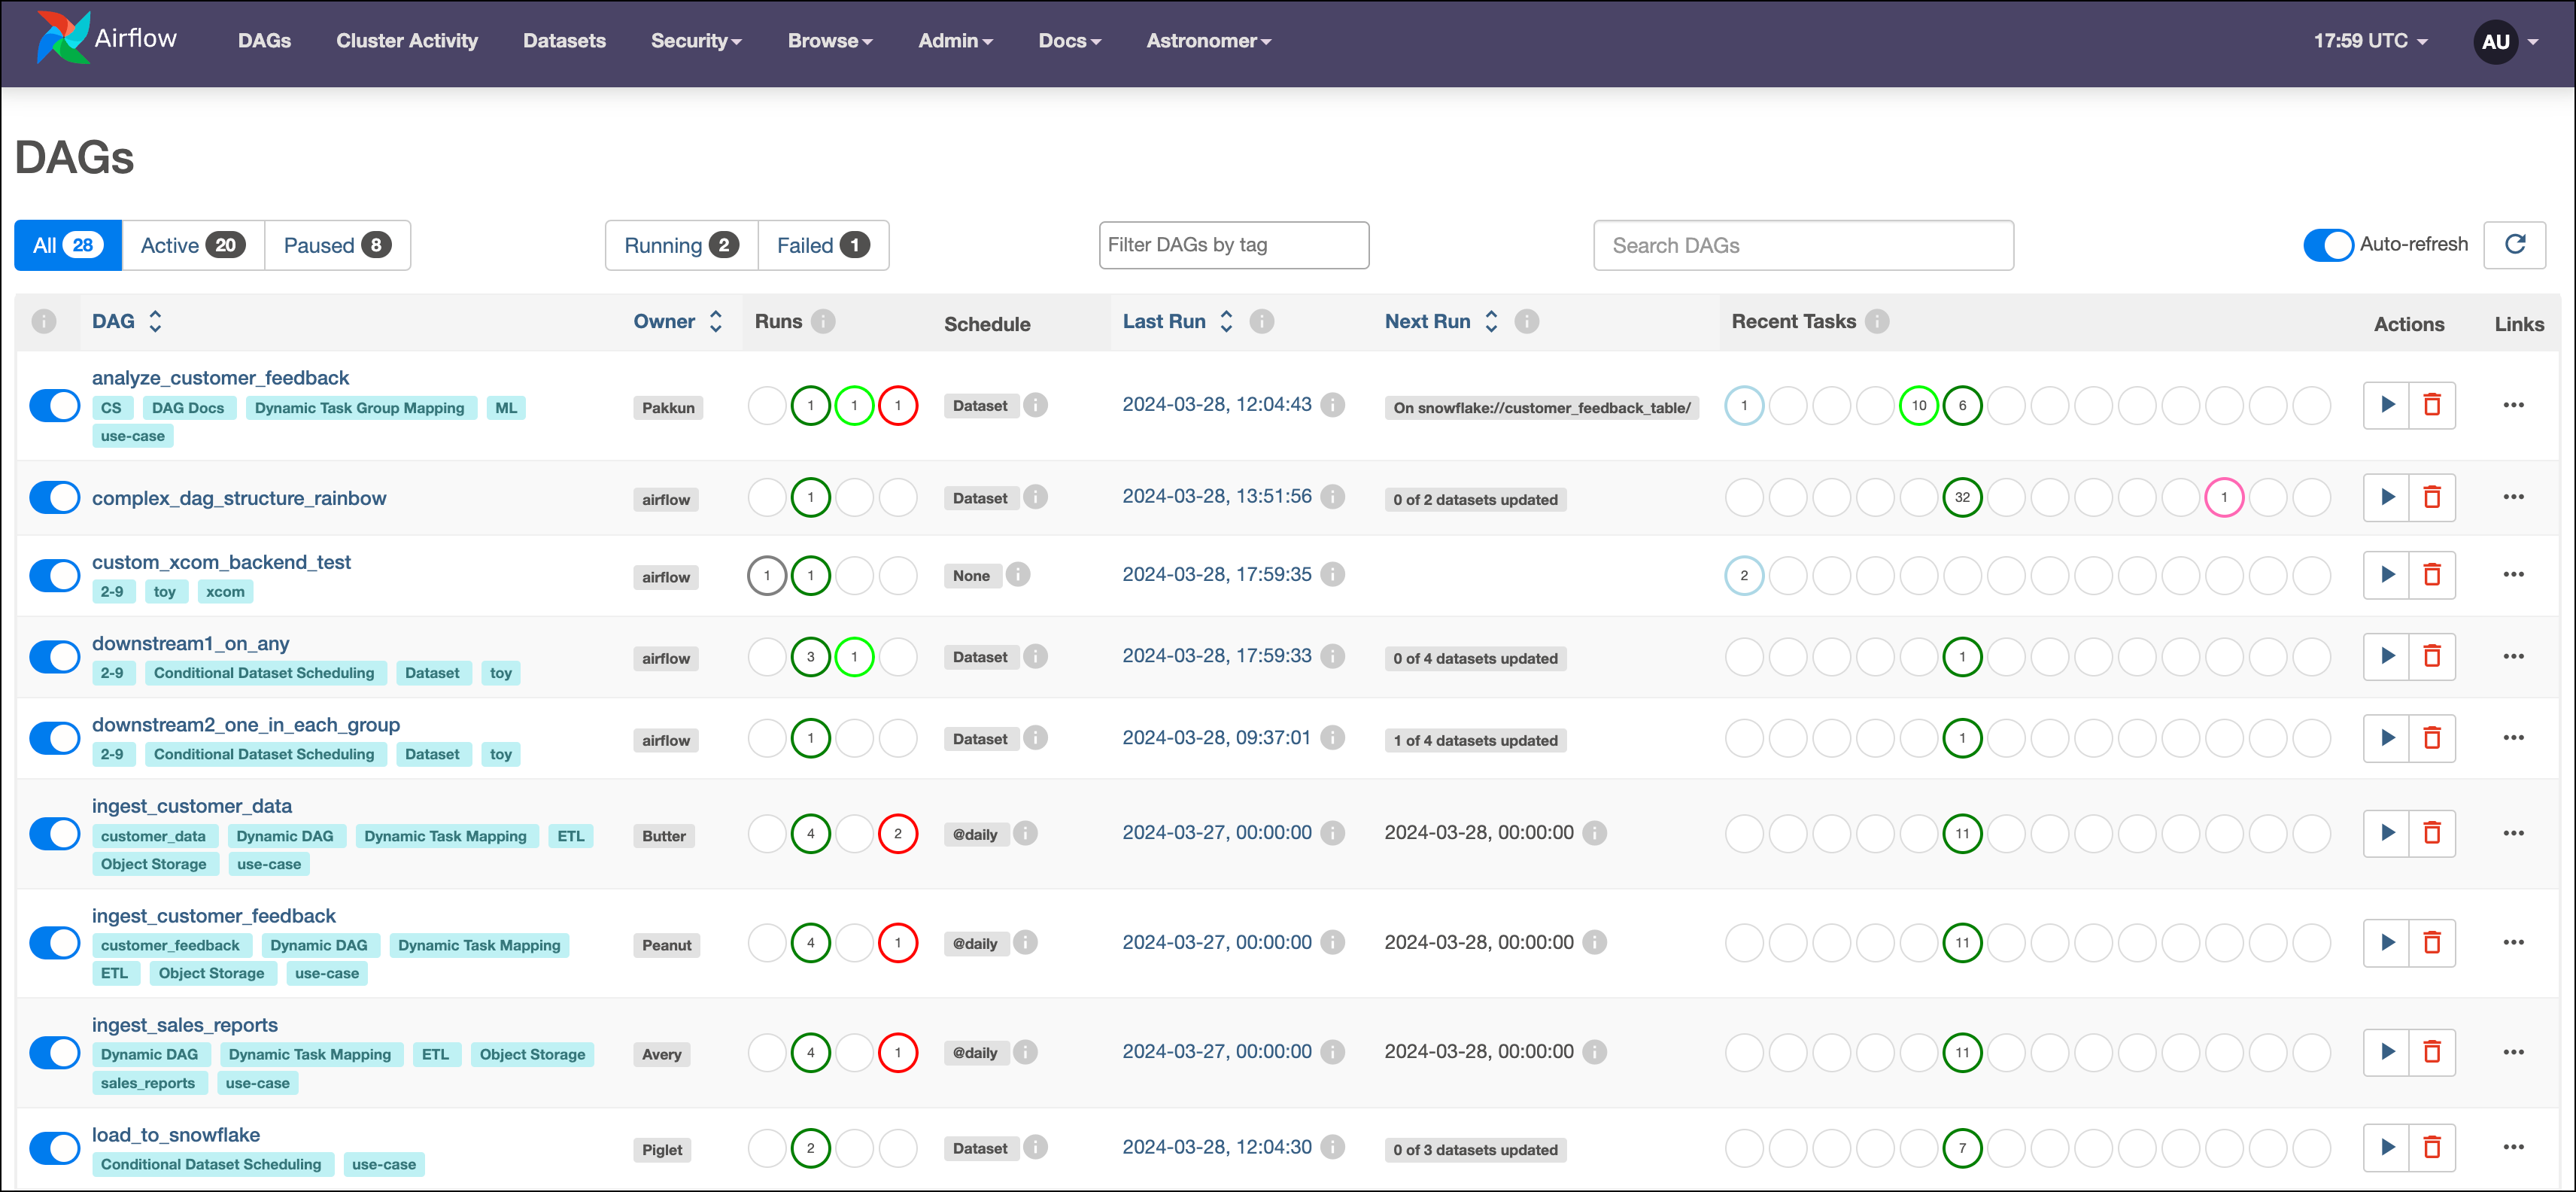 Airflow DAGs Cluster Activity Datasets Security Browse Admin Docs Astronomer 17:59 UTC AU
DAGs
All 28 Active 20 Paused 8 Running 2 Failed 1 Filter DAGs by tag Search DAGs Auto-refresh
i DAG Owner Runs i Schedule Last Run i Next Run i Recent Tasks i Actions Links
analyze_customer_feedback
CS DAG Docs Dynamic Task Group Mapping ML
use-case
Pakkun 1 1 1 Dataset i 2024-03-28, 12:04:43 i On snowflake://customer_feedback_table/ 1 10 6
complex_dag_structure_rainbow airflow 1 Dataset i 2024-03-28, 13:51:56 i 0 of 2 datasets updated 32 1
custom_xcom_backend_test
2-9 toy xcom
airflow 1 1 None i 2024-03-28, 17:59:35 i 2
downstream1_on_any
2-9 Conditional Dataset Scheduling Dataset toy
airflow 3 1 Dataset i 2024-03-28, 17:59:33 i 0 of 4 datasets updated 1
downstream2_one_in_each_group
2-9 Conditional Dataset Scheduling Dataset toy
airflow 1 Dataset i 2024-03-28, 09:37:01 i 1 of 4 datasets updated 1
ingest_customer_data
customer_data Dynamic DAG Dynamic Task Mapping ETL
Object Storage use-case
Butter 4 2 @daily i 2024-03-27, 00:00:00 i 2024-03-28, 00:00:00 i 11
ingest_customer_feedback
customer_feedback Dynamic DAG Dynamic Task Mapping
ETL Object Storage use-case
Peanut 4 1 @daily i 2024-03-27, 00:00:00 i 2024-03-28, 00:00:00 i 11
ingest_sales_reports
Dynamic DAG Dynamic Task Mapping ETL Object Storage
sales_reports use-case
Avery 4 1 @daily i 2024-03-27, 00:00:00 i 2024-03-28, 00:00:00 i 11
load_to_snowflake
Conditional Dataset Scheduling use-case
Piglet 2 Dataset i 2024-03-28, 12:04:30 i 0 of 3 datasets updated 7